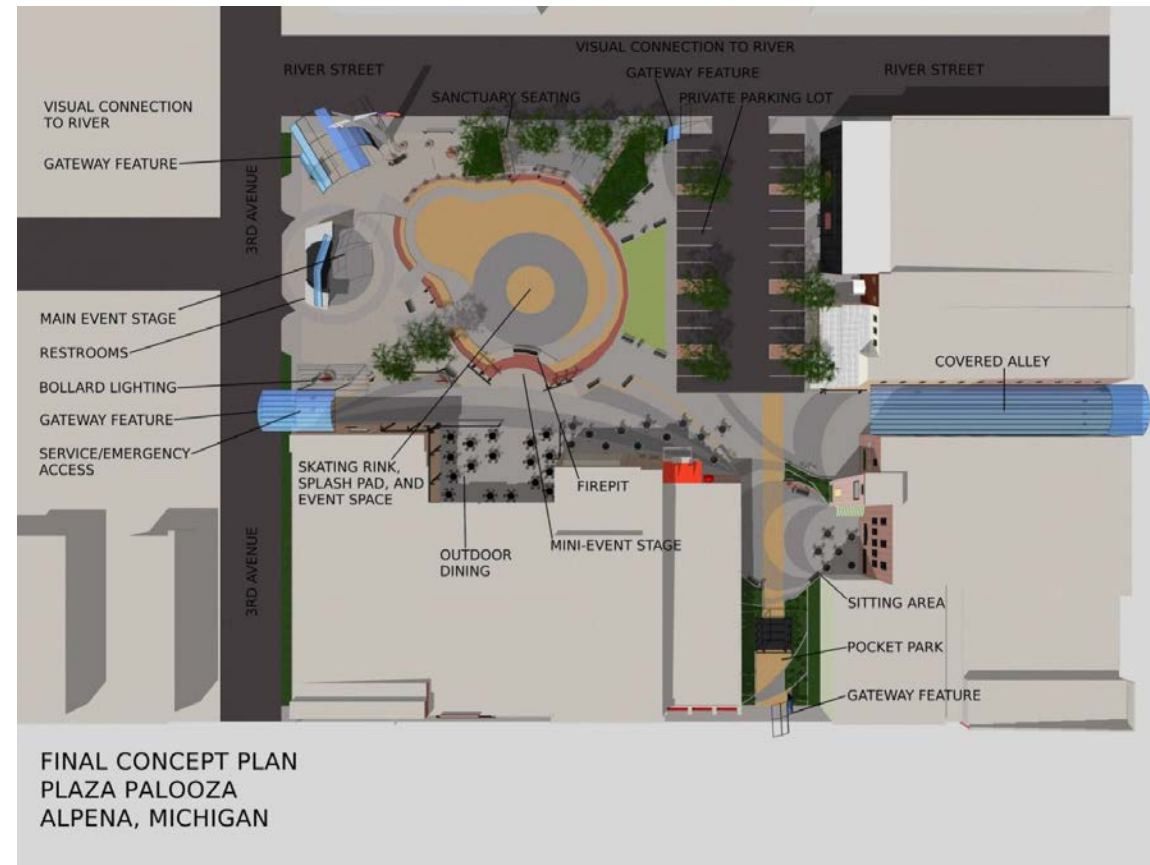 VISUAL CONNECTION TO RIVER
RIVER STREET
GATEWAY FEATURE
RIVER STREET
SANCTUARY SEATING
PRIVATE PARKING LOT
VISUAL CONNECTION
TO RIVER
GATEWAY FEATURE
3RD AVENUE
MAIN EVENT STAGE
RESTROOMS
BOLLARD LIGHTING
GATEWAY FEATURE
SERVICE/EMERGENCY
ACCESS
COVERED ALLEY
SKATING RINK,
SPLASH PAD, AND
EVENT SPACE
FIREPIT
OUTDOOR
DINING
MINI-EVENT STAGE
3RD AVENUE
SITTING AREA
POCKET PARK
GATEWAY FEATURE
FINAL CONCEPT PLAN
PLAZA PALOOZA
ALPENA, MICHIGAN